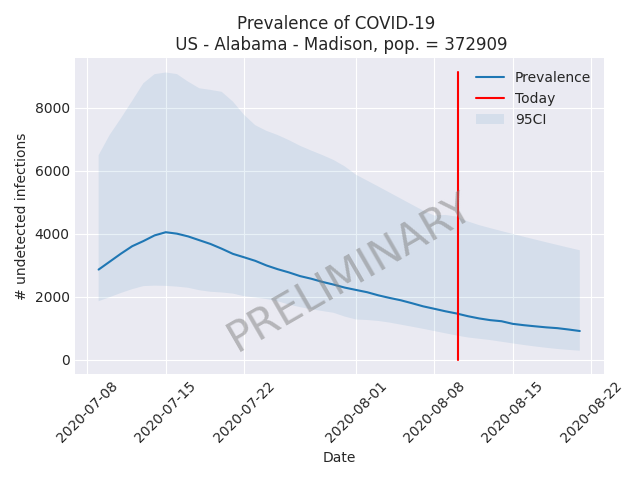 Prevalence of COVID-19
US - Alabama - Madison, pop. = 372909
Prevalence
Today
95CI
8000
6000
4000
2000
0
# undetected infections
PRELIMINARY
2020-07-08
2020-07-15
2020-07-22
2020-08-01
2020-08-08
2020-08-15
2020-08-22
Date